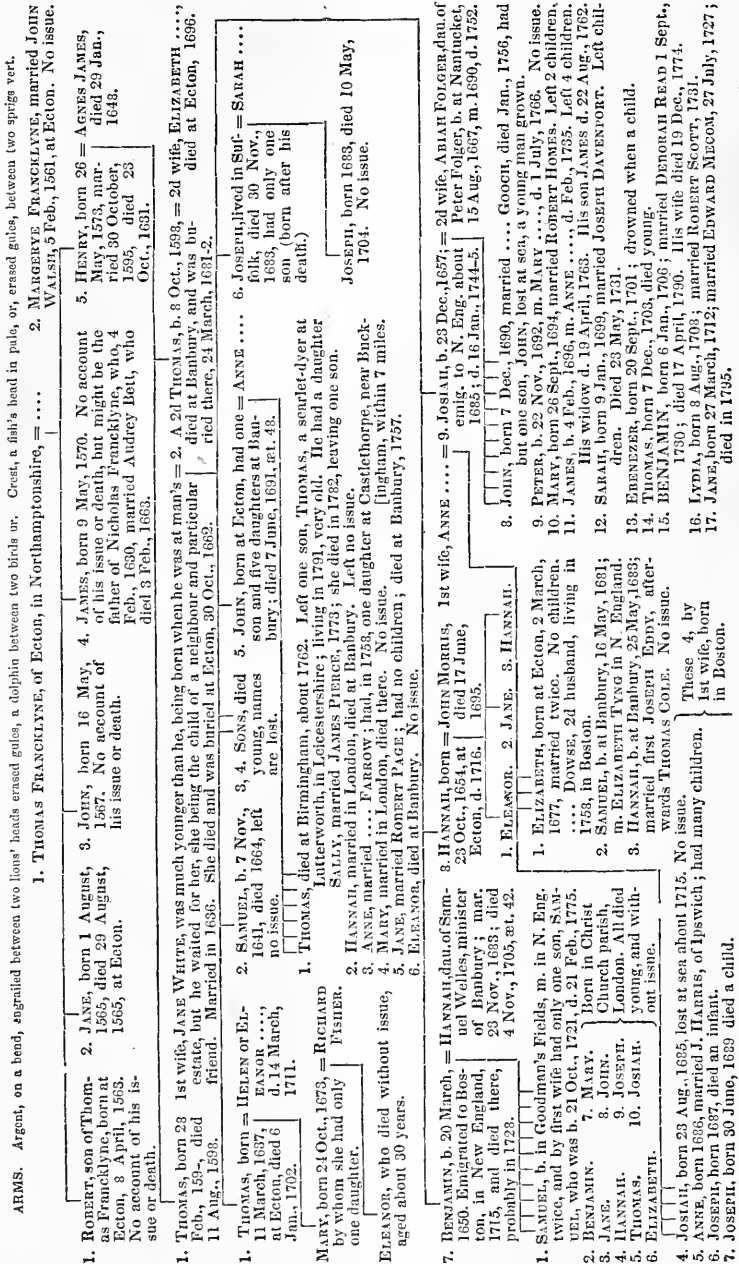 ARMS. Argent, on a bend, engrailed between two lions' heads erased gules, a dolphin between two birds or. Crest, a fish's head in pale, or, erased gules, between two sprigs vert.
1. THOMAS FRANCKLYNE, of Ecton, in Northamptonshire, = ....
2. MARGERYE FRANCKLYNE, married JOHN
WALSH, 5 Feb., 1561, at Ecton. No issue.
1. ROBERT, son of Thom-
as Francklyne, born at
Ecton, 8 April, 1563.
No account of his is-
sue or death.
2. JANE, born 1 August,
1565, died 29 August,
1565, at Ecton.
3. JOHN, born 16 May,
1567. No account of
his issue or death.
4. JAMES, born 9 May, 1570. No account
of his issue or death, but might be the
father of Nicholas Francklyne, who, 4
Feb., 1630, married Audrey Bett, who
died 3 Feb., 1663.
5. HENRY, born 26
May, 1573, mar-
ried 30 October,
1595, died 23
Oct., 1631.
= AGNES JAMES,
died 29 Jan.,
1648.
1. THOMAS, born 28
Feb., 159-, died
11 Aug., 1598.
1st wife, JANE WHITE, was much younger than he, being born when he was at man's
estate, but he waited for her, she being the child of a neighbour and particular
friend. Married in 1636. She died and was buried at Ecton, 30 Oct., 1662.
= 2. A 2d THOMAS, b. 8 Oct., 1598, =
died at Banbury, and was bu-
ried there, 24 March, 1681-2.
2d wife, ELIZABETH ....,
died at Ecton, 1696.
1. THOMAS, born
11 March, 1637,
at Ecton, died 6
Jan., 1702.
= HELEN or EL-
EANOR ....,
d. 14 March,
1711.
2. SAMUEL, b. 7 Nov.,
1641, died 1664, left
no issue.
3, 4. SONS, died
young, names
are lost.
5. JOHN, born at Ecton, had one
son and five daughters at Ban-
bury; died 7 June, 1691, æt. 48.
= ANNE ....
6. JOSEPH, lived in Suf-
folk, died 30 Nov.,
1683, had only one
son (born after his
death.)
= SARAH ....
JOSEPH, born 1683, died 10 May,
1704. No issue.
MARY, born 24 Oct., 1673,
by whom she had only
one daughter.
= RICHARD
FISHER.
ELEANOR, who died without issue,
aged about 30 years.
1. THOMAS, died at Birmingham, about 1762. Left one son, THOMAS, a scarlet-dyer at
Lutterworth, in Leicestershire; living in 1791, very old. He had a daughter
SALLY, married JAMES PIERCE, 1773; she died in 1782, leaving one son.
2. HANNAH, married in London, died at Banbury. Left no issue.
3. ANNE, married .... FARROW; had, in 1758, one daughter at Castlethorpe, near Buck-
[ingham, within 7 miles.
4. MARY, married in London, died there. No issue.
5. JANE, married ROBERT PAGE; had no children; died at Banbury, 1757.
6. ELEANOR, died at Banbury. No issue.
7. BENJAMIN, b. 20 March,
1650. Emigrated to Bos-
ton, in New England,
1715, and died there,
probably in 1728.
= HANNAH, dau. of Sam-
uel Welles, minister
of Banbury; mar.
23 Nov., 1683; died
4 Nov., 1705, æt. 42.
8. HANNAH, born
23 Oct., 1654, at
Ecton, d. 1716.
= JOHN MORRIS,
died 17 June,
1695.
1st wife, ANNE .... = 9. JOSIAH, b. 23 Dec., 1657; =
emig. to N. Eng. about
1685; d. 16 Jan., 1744-5.
2d wife, ABIAH FOLGER, dau. of
Peter Folger, b. at Nantucket,
15 Aug., 1667, m. 1690, d. 1752.
1. ELEANOR. 2. JANE. 3. HANNAH.
1. SAMUEL, b. in Goodman's Fields, m. in N. Eng.
twice, and by first wife had only one son, SAM-
UEL, who was b. 21 Oct., 1721, d. 21 Feb., 1775.
2. BENJAMIN.
3. JANE.
4. HANNAH.
5. THOMAS.
6. ELIZABETH.
7. MARY.
8. JOHN.
9. JOSEPH.
10. JOSIAH.
Born in Christ
Church parish,
London. All died
young, and with-
out issue.
1. ELIZABETH, born at Ecton, 2 March,
1677, married twice. No children.
.... DOWSE, 2d husband, living in
1758, in Boston.
2. SAMUEL, b. at Banbury, 16 May, 1681;
m. ELIZABETH TYNG in N. England.
3. HANNAH, b. at Banbury, 25 May, 1683;
married first JOSEPH EDDY, after-
wards THOMAS COLE. No issue.
4. JOSIAH, born 23 Aug., 1685, lost at sea about 1715. No issue.
5. ANNE, born 1686, married J. HARRIS, of Ipswich; had many children.
6. JOSEPH, born 1687, died an infant.
7. JOSEPH, born 30 June, 1689 died a child.
These 4, by
1st wife, born
in Boston.
8. JOHN, born 7 Dec., 1690, married .... GOOCH, died Jan., 1756, had
but one son, JOHN, lost at sea, a young man grown.
9. PETER, b. 22 Nov., 1692, m. MARY ...., d. 1 July, 1766. No issue.
10. MARY, born 26 Sept., 1694, married ROBERT HOMES. Left 2 children.
11. JAMES, b. 4 Feb., 1696, m. ANNE ...., d. Feb., 1735. Left 4 children.
His widow d. 19 April, 1763. His son JAMES d. 22 Aug., 1762.
12. SARAH, born 9 Jan., 1699, married JOSEPH DAVENPORT. Left chil-
dren. Died 23 May, 1731.
13. EBENEZER, born 20 Sept., 1701; drowned when a child.
14. THOMAS, born 7 Dec., 1703, died young.
15. BENJAMIN, born 6 Jan., 1706; married DEBORAH READ 1 Sept.,
1730; died 17 April, 1790. His wife died 19 Dec., 1774.
16. LYDIA, born 8 Aug., 1708; married ROBERT SCOTT, 1731.
17. JANE, born 27 March, 1712; married EDWARD MECOM, 27 July, 1727;
died in 1795.